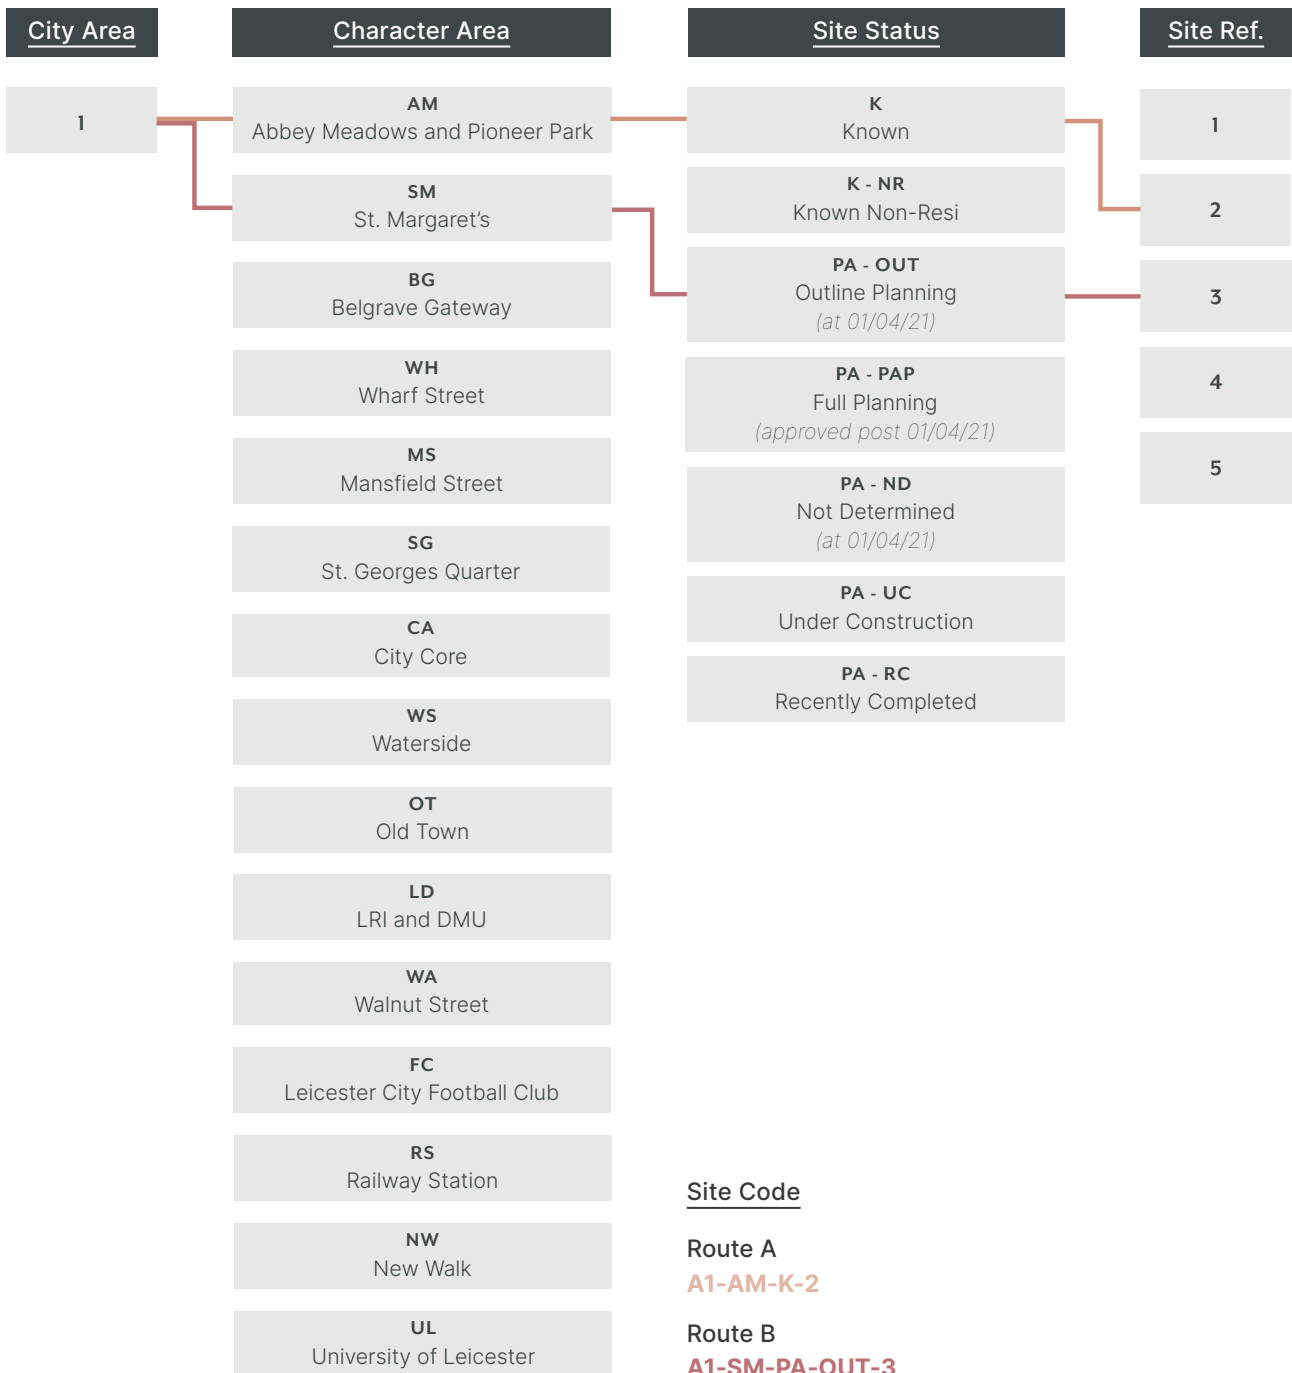 City Area
Character Area
Site Status
Site Ref.
1
AM
Abbey Meadows and Pioneer Park
SM
St. Margaret’s
BG
Belgrave Gateway
WH
Wharf Street
MS
Mansfield Street
SG
St. Georges Quarter
CA
City Core
WS
Waterside
OT
Old Town
LD
LRI and DMU
WA
Walnut Street
FC
Leicester City Football Club
RS
Railway Station
NW
New Walk
UL
University of Leicester
K
Known
K - NR
Known Non-Resi
PA - OUT
Outline Planning
(at 01/04/21)
PA - PAP
Full Planning
(approved post 01/04/21)
PA - ND
Not Determined
(at 01/04/21)
PA - UC
Under Construction
PA - RC
Recently Completed
1
2
3
4
5
Site Code
Route A
A1-AM-K-2
Route B
A1-SM-PA-OUT-3